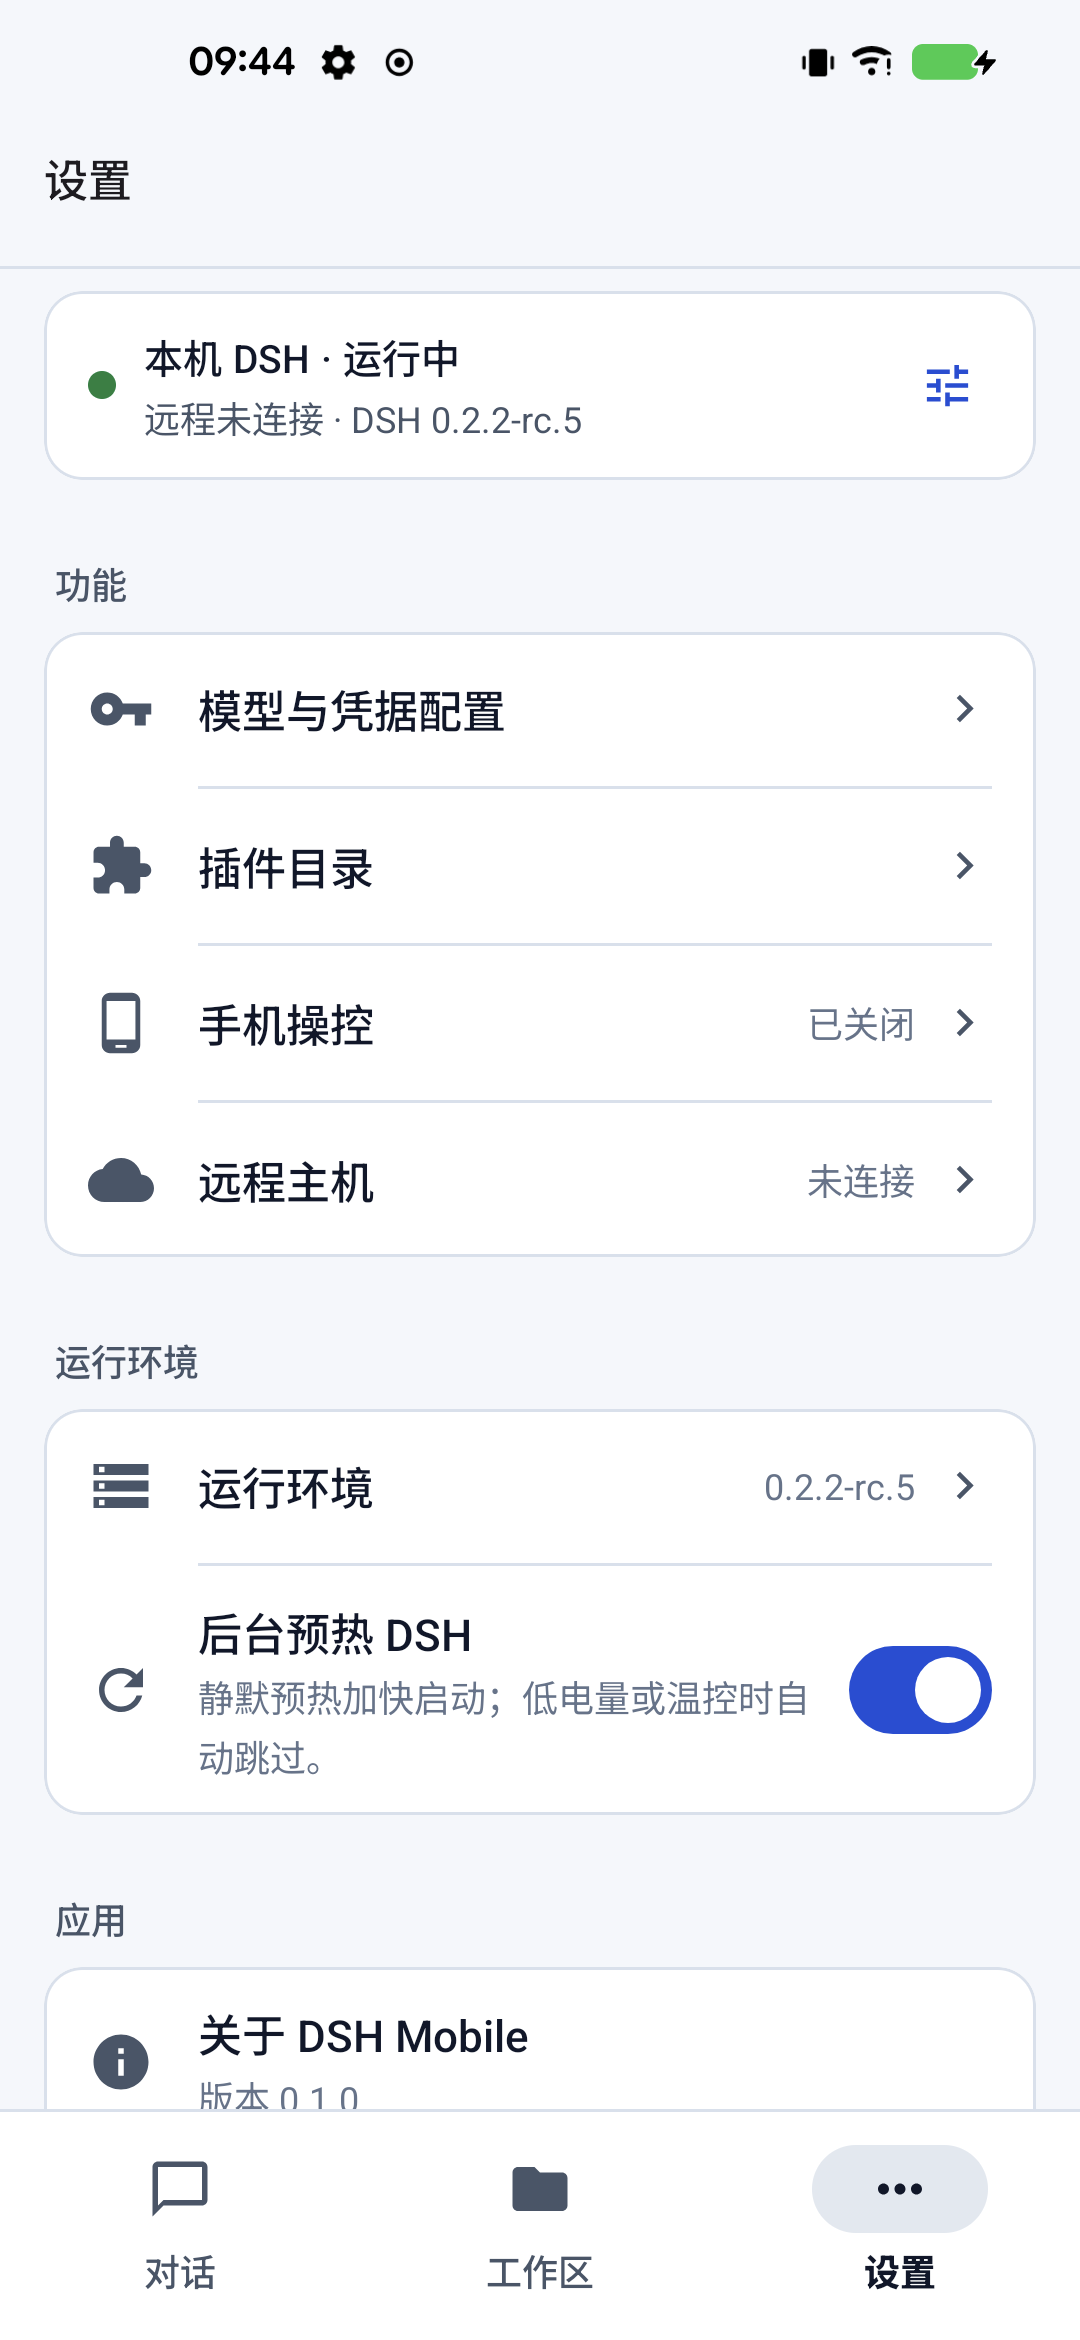 09:44
设置
本机 DSH · 运行中
远程未连接 · DSH 0.2.2-rc.5
功能
模型与凭据配置
插件目录
手机操控
已关闭
远程主机
未连接
运行环境
运行环境
0.2.2-rc.5
后台预热 DSH
静默预热加快启动；低电量或温控时自
动跳过。
应用
关于 DSH Mobile
版本 0.1.0
对话
工作区
设置